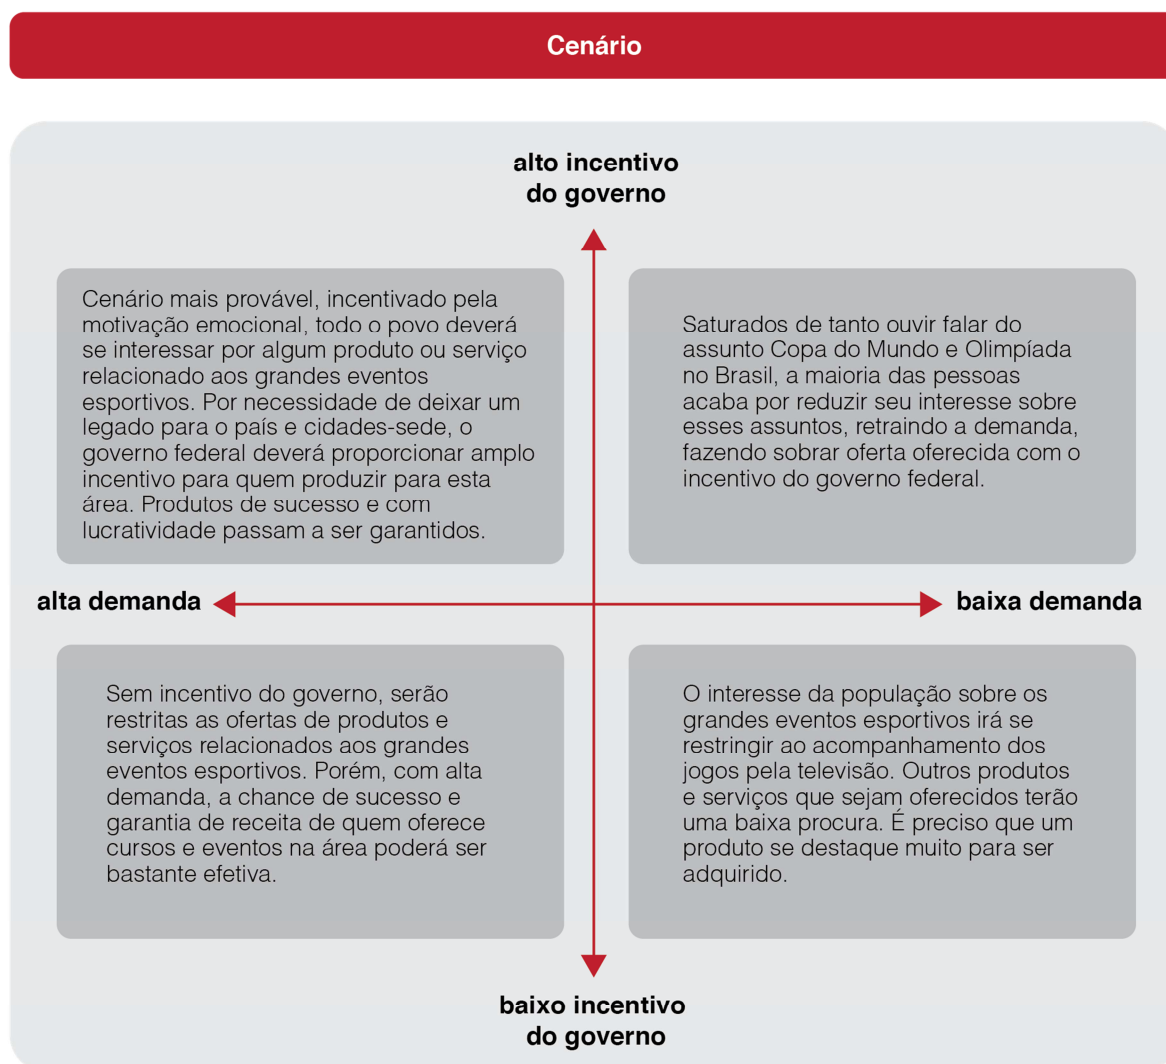 Cenário
alto incentivo
do governo
Cenário mais provável, incentivado pela
motivação emocional, todo o povo deverá
se interessar por algum produto ou serviço
relacionado aos grandes eventos
esportivos. Por necessidade de deixar um
legado para o país e cidades-sede, o
governo federal deverá proporcionar amplo
incentivo para quem produzir para esta
área. Produtos de sucesso e com
lucratividade passam a ser garantidos.
Saturados de tanto ouvir falar do
assunto Copa do Mundo e Olimpíada
no Brasil, a maioria das pessoas
acaba por reduzir seu interesse sobre
esses assuntos, retraindo a demanda,
fazendo sobrar oferta oferecida com o
incentivo do governo federal.
alta demanda
baixa demanda
Sem incentivo do governo, serão
restritas as ofertas de produtos e
serviços relacionados aos grandes
eventos esportivos. Porém, com alta
demanda, a chance de sucesso e
garantia de receita de quem oferece
cursos e eventos na área poderá ser
bastante efetiva.
O interesse da população sobre os
grandes eventos esportivos irá se
restringir ao acompanhamento dos
jogos pela televisão. Outros produtos
e serviços que sejam oferecidos terão
uma baixa procura. É preciso que um
produto se destaque muito para ser
adquirido.
baixo incentivo
do governo